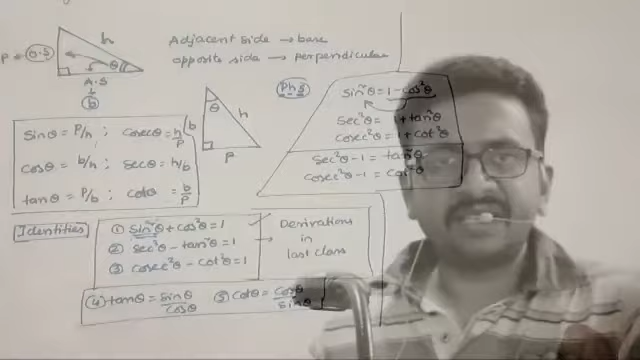 P ← O.S
h
θ
A.S
b
Adjacent side → base
opposite side → perpendicular
θ
b
h
P
Phs
sin²θ = 1 - cos²θ
sec²θ = 1 + tan²θ
cosec²θ = 1 + cot²θ
sec²θ - 1 = tan²θ
cosec²θ - 1 = cot²θ
sinθ = P/h ; cosecθ = h/P
cosθ = b/h ; secθ = h/b
tanθ = P/b ; cotθ = b/P
Identities
① sin²θ + cos²θ = 1
② sec²θ - tan²θ = 1
③ cosec²θ - cot²θ = 1
→ Derivations
in
last class
④ tanθ = sinθ/cosθ ⑤ cotθ = cosθ/sinθ